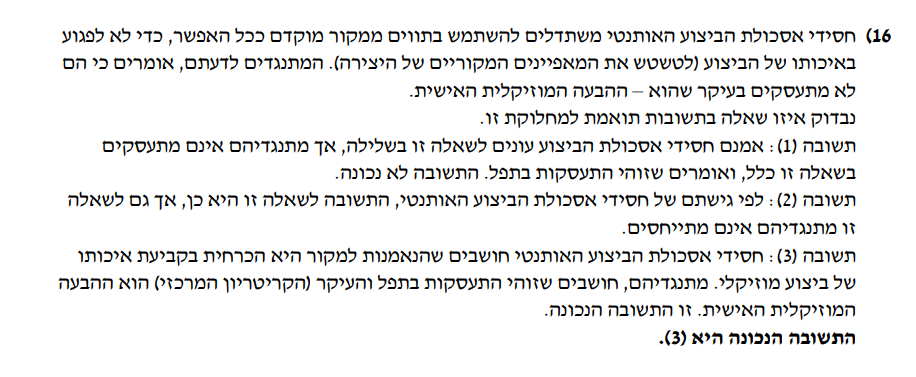 16) חסידי אסכולת הביצוע האותנטי משתדלים להשתמש בתווים ממקור מוקדם ככל האפשר, כדי לא לפגוע
באיכותו של הביצוע (לטשטש את המאפיינים המקוריים של היצירה). המתנגדים לדעתם, אומרים כי הם
לא מתעסקים בעיקר שהוא – ההבעה המוזיקלית האישית.
נבדוק איזו שאלה בתשובות תואמת למחלוקת זו.
תשובה (1): אמנם חסידי אסכולת הביצוע עונים לשאלה זו בשלילה, אך מתנגדיהם אינם מתעסקים
בשאלה זו כלל, ואומרים שזוהי התעסקות בתפל. התשובה לא נכונה.
תשובה (2): לפי גישתם של חסידי אסכולת הביצוע האותנטי, התשובה לשאלה זו היא כן, אך גם לשאלה
זו מתנגדיהם אינם מתייחסים.
תשובה (3): חסידי אסכולת הביצוע האותנטי חושבים שהנאמנות למקור היא הכרחית בקביעת איכותו
של ביצוע מוזיקלי. מתנגדיהם, חושבים שזוהי התעסקות בתפל והעיקר (הקריטריון המרכזי) הוא ההבעה
המוזיקלית האישית. זו התשובה הנכונה.
התשובה הנכונה היא (3).